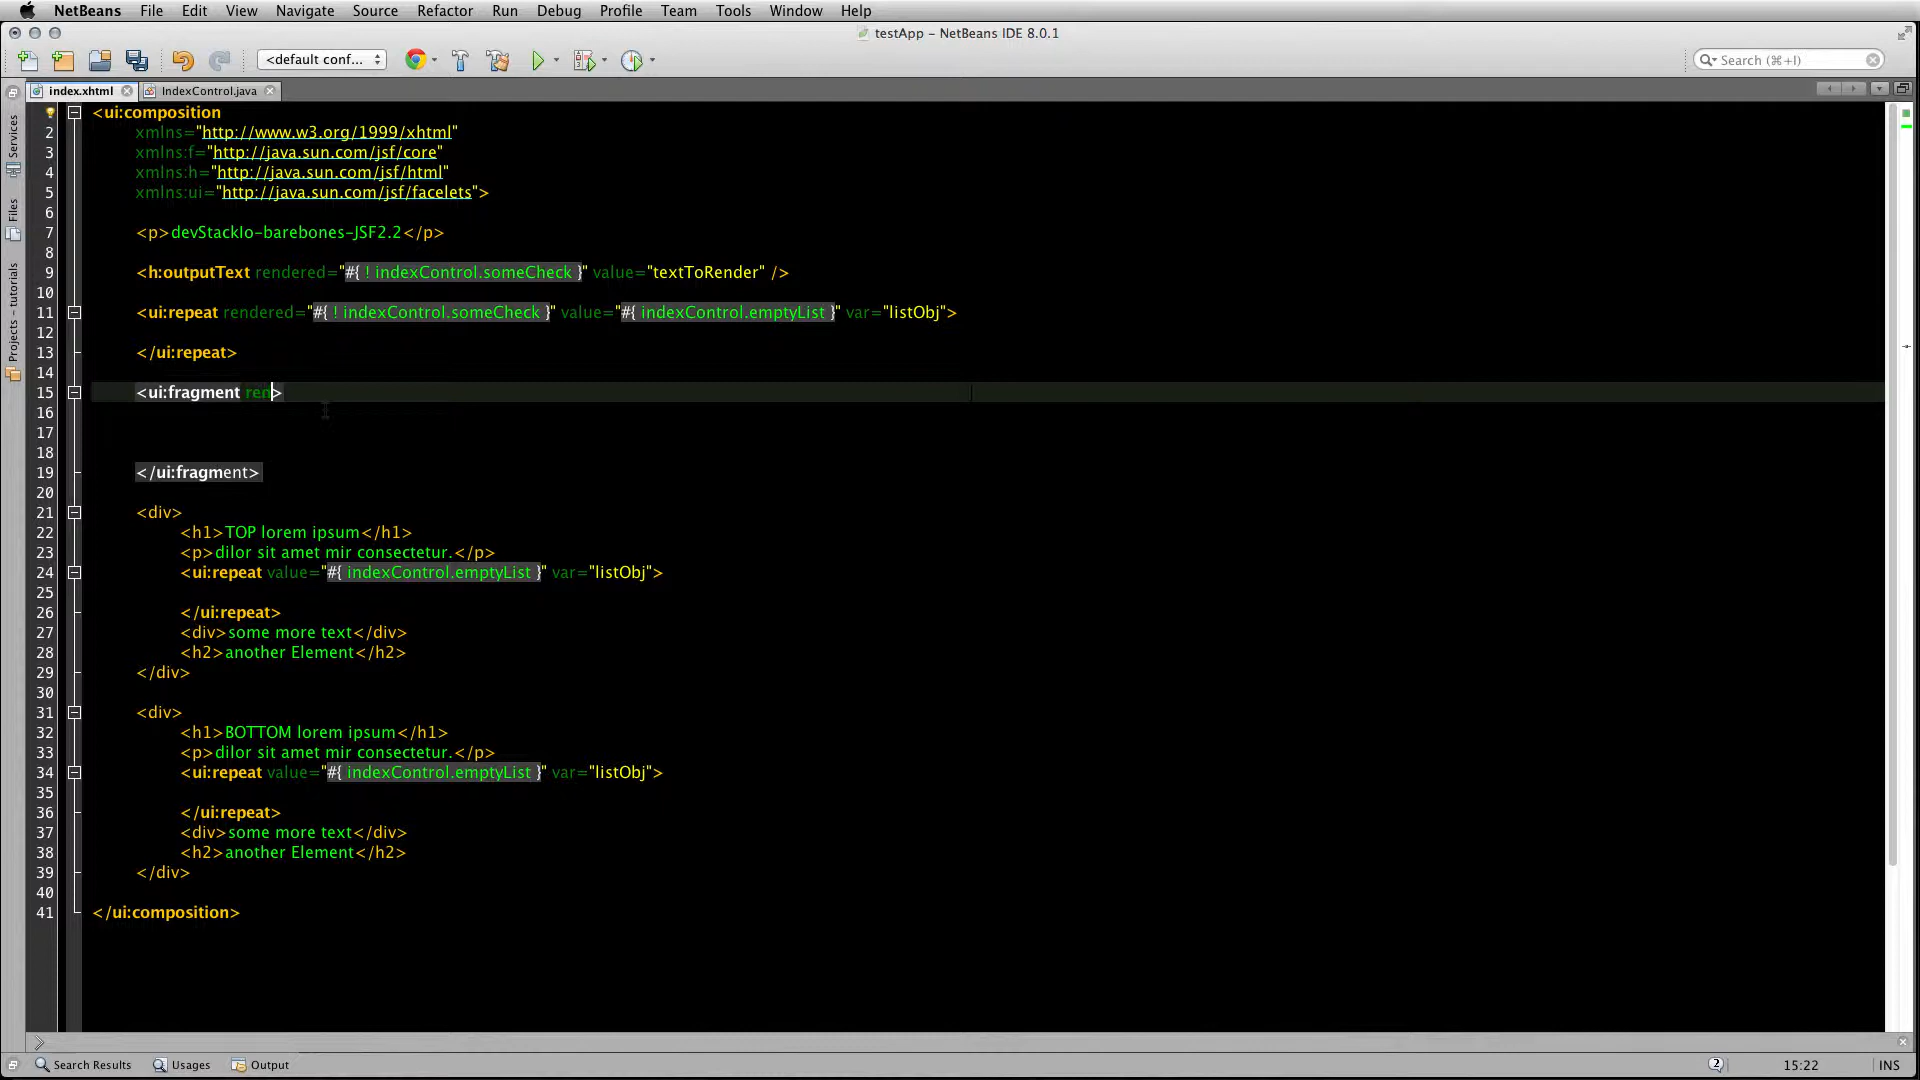 NetBeans File Edit View Navigate Source Refactor Run Debug Profile Team Tools Window Help
testApp – NetBeans IDE 8.0.1
<default conf... Search (⌘+I)
index.xhtml IndexControl.java
Services
Files
Projects – tutorials
<ui:composition
2 xmlns="http://www.w3.org/1999/xhtml"
3 xmlns:f="http://java.sun.com/jsf/core"
4 xmlns:h="http://java.sun.com/jsf/html"
5 xmlns:ui="http://java.sun.com/jsf/facelets">
6
7 <p>devStackIo-barebones-JSF2.2</p>
8
9 <h:outputText rendered="#{ ! indexControl.someCheck }" value="textToRender" />
10
11 <ui:repeat rendered="#{ ! indexControl.someCheck }" value="#{ indexControl.emptyList }" var="listObj">
12
13 </ui:repeat>
14
15 <ui:fragment ren>
16
17
18
19 </ui:fragment>
20
21 <div>
22 <h1>TOP lorem ipsum</h1>
23 <p>dilor sit amet mir consectetur.</p>
24 <ui:repeat value="#{ indexControl.emptyList }" var="listObj">
25
26 </ui:repeat>
27 <div>some more text</div>
28 <h2>another Element</h2>
29 </div>
30
31 <div>
32 <h1>BOTTOM lorem ipsum</h1>
33 <p>dilor sit amet mir consectetur.</p>
34 <ui:repeat value="#{ indexControl.emptyList }" var="listObj">
35
36 </ui:repeat>
37 <div>some more text</div>
38 <h2>another Element</h2>
39 </div>
40
41 </ui:composition>
Search Results Usages Output 2 15:22 INS